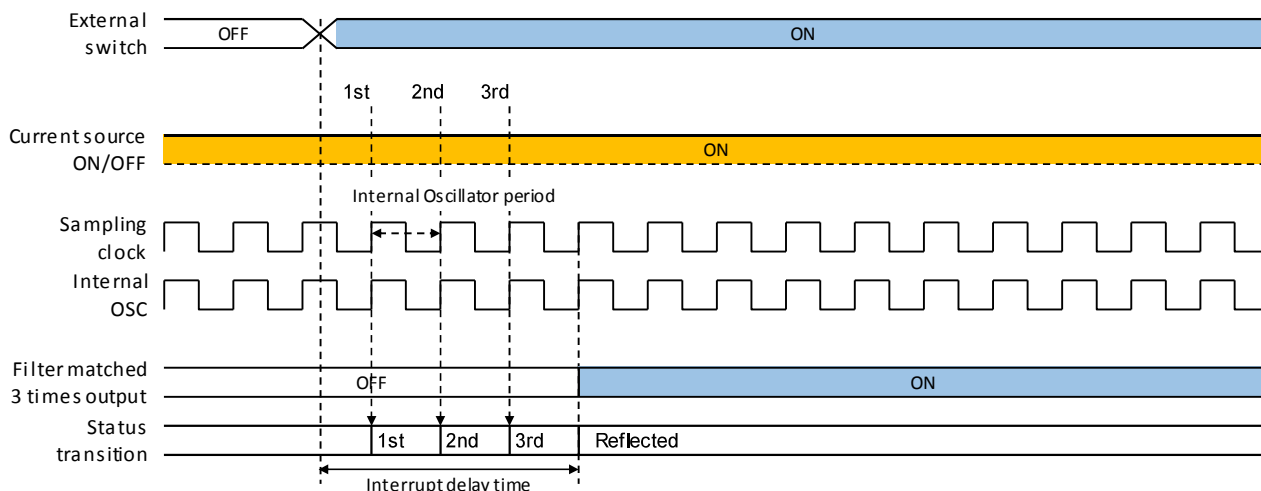 External
switch
OFF
ON
1st
2nd
3rd
Current source
ON/OFF
ON
Internal Oscillator period
Sampling
clock
Internal
OSC
Filter matched
3 times output
OFF
ON
Status
transition
1st
2nd
3rd
Reflected
Interrupt delay time